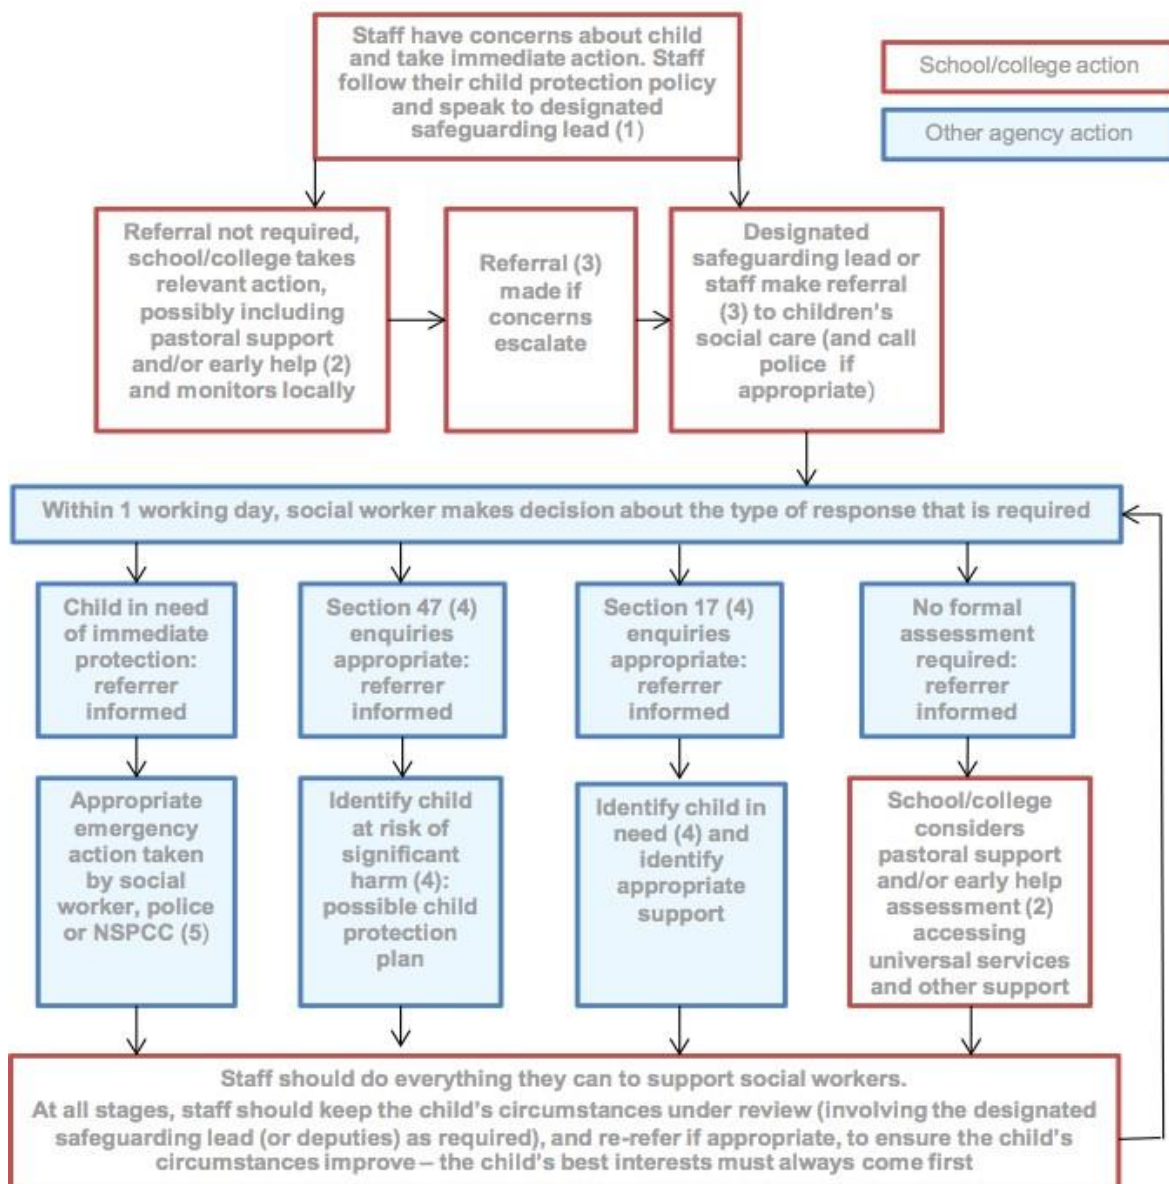 Staff have concerns about child
and take immediate action. Staff
follow their child protection policy
and speak to designated
safeguarding lead (1)
School/college action
Other agency action
Referral not required,
school/college takes
relevant action,
possibly including
pastoral support
and/or early help (2)
and monitors locally
Referral (3)
made if
concerns
escalate
Designated
safeguarding lead or
staff make referral
(3) to children's
social care (and call
police if
appropriate)
Within 1 working day, social worker makes decision about the type of response that is required
Child in need
of immediate
protection:
referrer
informed
Section 47 (4)
enquiries
appropriate:
referrer
informed
Section 17 (4)
enquiries
appropriate:
referrer
informed
No formal
assessment
required:
referrer
informed
Appropriate
emergency
action taken
by social
worker, police
or NSPCC (5)
Identify child
at risk of
significant
harm (4):
possible child
protection
plan
Identify child in
need (4) and
identify
appropriate
support
School/college
considers
pastoral support
and/or early help
assessment (2)
accessing
universal services
and other support
Staff should do everything they can to support social workers.
At all stages, staff should keep the child's circumstances under review (involving the designated
safeguarding lead (or deputies) as required), and re-refer if appropriate, to ensure the child's
circumstances improve – the child's best interests must always come first